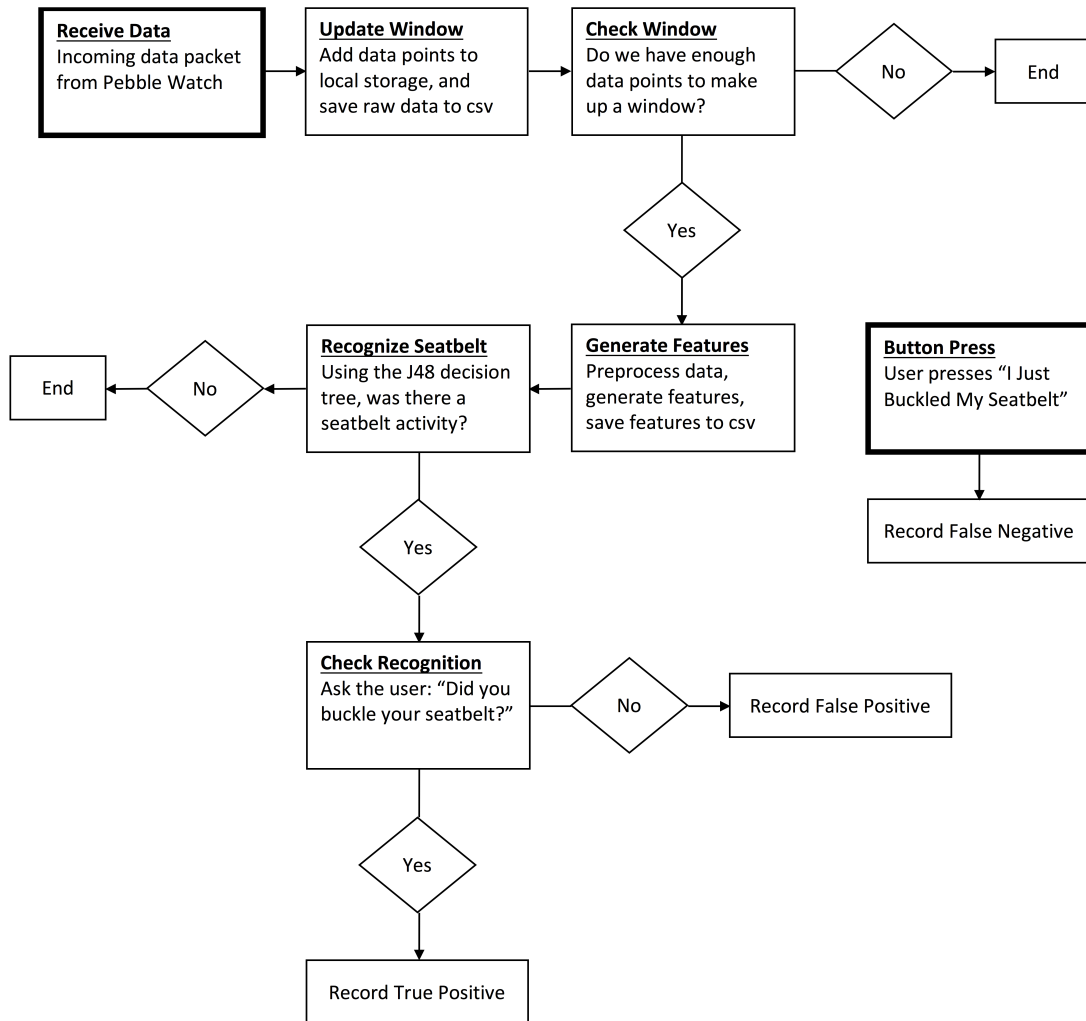 Receive Data
Incoming data packet
from Pebble Watch
Update Window
Add data points to
local storage, and
save raw data to csv
Check Window
Do we have enough
data points to make
up a window?
No
End
Yes
Generate Features
Preprocess data,
generate features,
save features to csv
Recognize Seatbelt
Using the J48 decision
tree, was there a
seatbelt activity?
No
End
Button Press
User presses “I Just
Buckled My Seatbelt”
Record False Negative
Yes
Check Recognition
Ask the user: “Did you
buckle your seatbelt?”
No
Record False Positive
Yes
Record True Positive